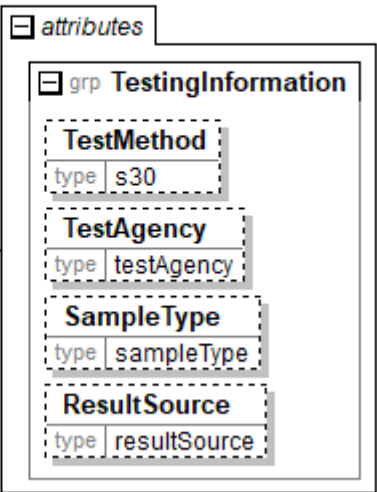 attributes
grp TestingInformation
TestMethod
type s30
TestAgency
type testAgency
SampleType
type sampleType
ResultSource
type resultSource